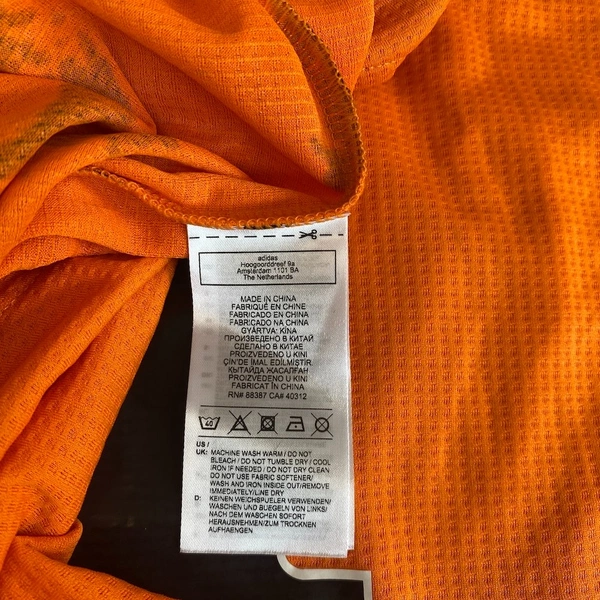 adidas
Hoogoorddreef 9a
Amsterdam 1101 BA
The Netherlands
MADE IN CHINA
FABRIQUÉ EN CHINE
FABRICADO EN CHINA
FABRICADO NA CHINA
GYÁRTVA: KÍNA
ПРОИЗВЕДЕНО В КИТАЙ
СДЕЛАНО В КИТАЕ
PROIZVEDENO U KINI
ÇIN'DE IMAL EDİLMİŞTİR
КЫТАЙДА ЖАСАЛҒАН
PROIZVEDENO U KINI
FABRICAT ÎN CHINA
RN# 88387 CA# 40312
40
US /
UK: MACHINE WASH WARM / DO NOT
BLEACH / DO NOT TUMBLE DRY / COOL
IRON IF NEEDED / DO NOT DRY CLEAN
DO NOT USE FABRIC SOFTENER/
WASH AND IRON INSIDE OUT/REMOVE
IMMEDIATELY/LINE DRY
D: KEINEN WEICHSPUELER VERWENDEN/
WASCHEN UND BUEGELN VON LINKS/
NACH DEM WASCHEN SOFORT
HERAUSNEHMEN/ZUM TROCKNEN
AUFHAENGEN